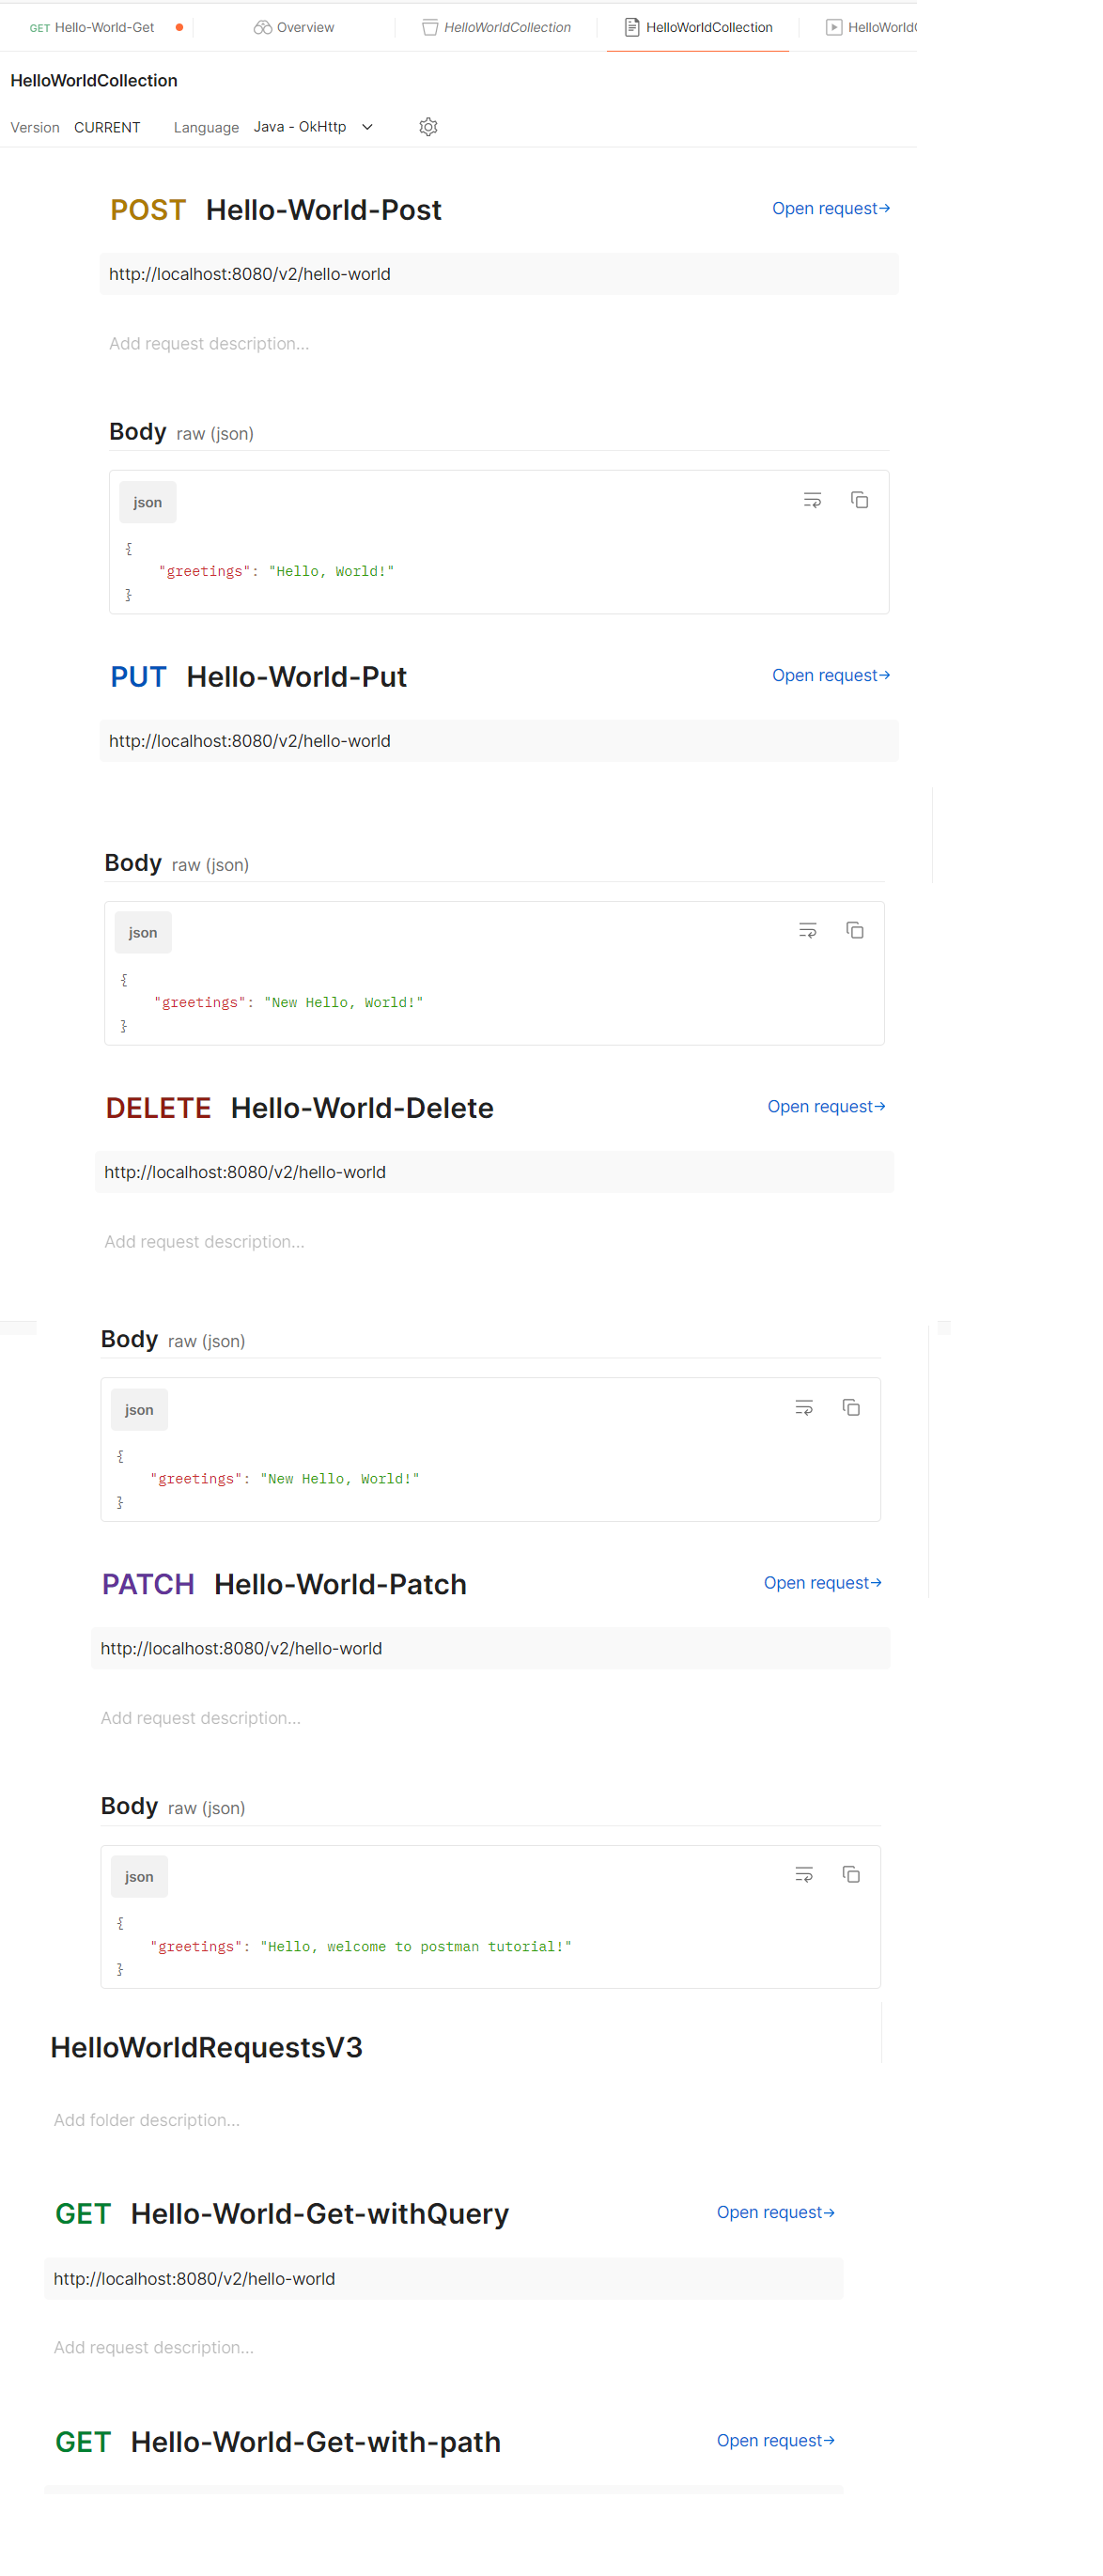 GET Hello-World-Get Overview HelloWorldCollection HelloWorldCollection HelloWorldC
HelloWorldCollection
Version CURRENT Language Java - OkHttp
POST Hello-World-Post Open request→
http://localhost:8080/v2/hello-world
Add request description...
Body raw (json)
json
{
"greetings": "Hello, World!"
}
PUT Hello-World-Put Open request→
http://localhost:8080/v2/hello-world
Body raw (json)
json
{
"greetings": "New Hello, World!"
}
DELETE Hello-World-Delete Open request→
http://localhost:8080/v2/hello-world
Add request description...
Body raw (json)
json
{
"greetings": "New Hello, World!"
}
PATCH Hello-World-Patch Open request→
http://localhost:8080/v2/hello-world
Add request description...
Body raw (json)
json
{
"greetings": "Hello, welcome to postman tutorial!"
}
HelloWorldRequestsV3
Add folder description...
GET Hello-World-Get-withQuery Open request→
http://localhost:8080/v2/hello-world
Add request description...
GET Hello-World-Get-with-path Open request→